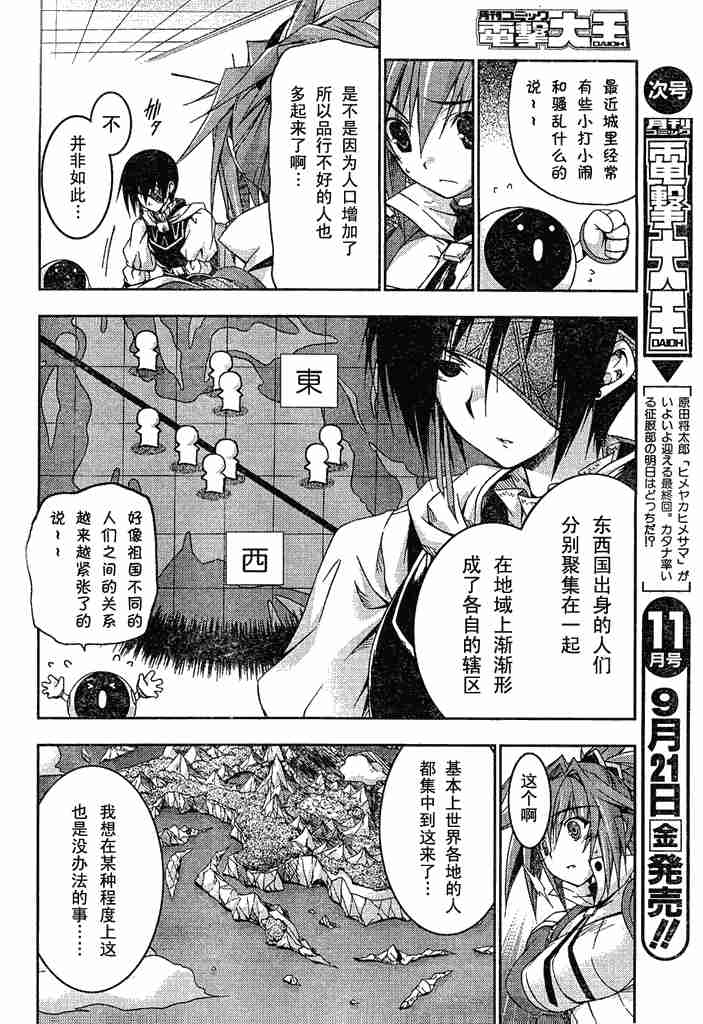 月刊コミック
電撃大王
DAIOH
最近城里经常
有些小打小闹
和骚乱什么的
说～～
是不是因为人口增加了
所以品行不好的人也
多起来了啊…
不
并非如此…
東
西
东西国出身的人们
分别聚集在一起
在地域上渐渐形
成了各自的辖区
好像祖国不同的
人们之间的关系
越来越紧张了的
说～～
这个啊
基本上世界各地的人
都集中到这来了……
我想在某种程度上这
也是没办法的事……
次号
月刊
コミック
電撃大王
DAIOH
原田将太郎「ヒメヤカヒメサマ」が
いよいよ迎える最終回。カタナ率い
る征服部の明日はどっちだ!?
11月号
9月21日㊎発売!!